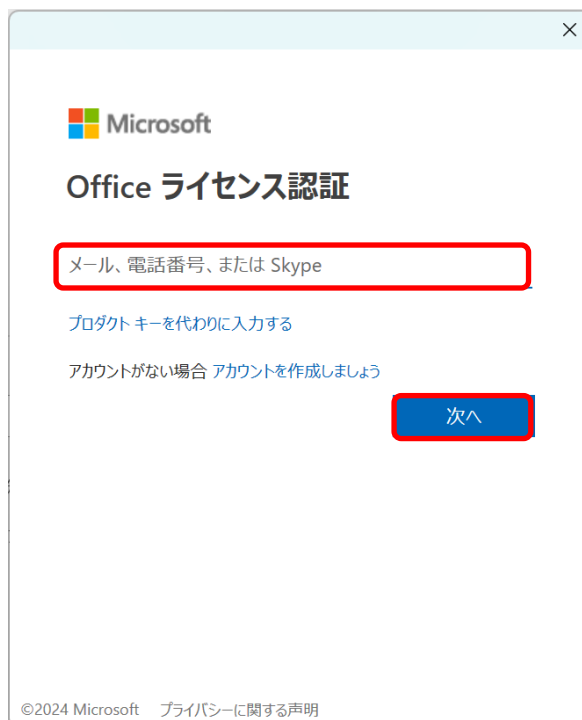 Microsoft
Office ライセンス認証
メール、電話番号、または Skype
プロダクト キーを代わりに入力する
アカウントがない場合 アカウントを作成しましょう
次へ
©2024 Microsoft プライバシーに関する声明